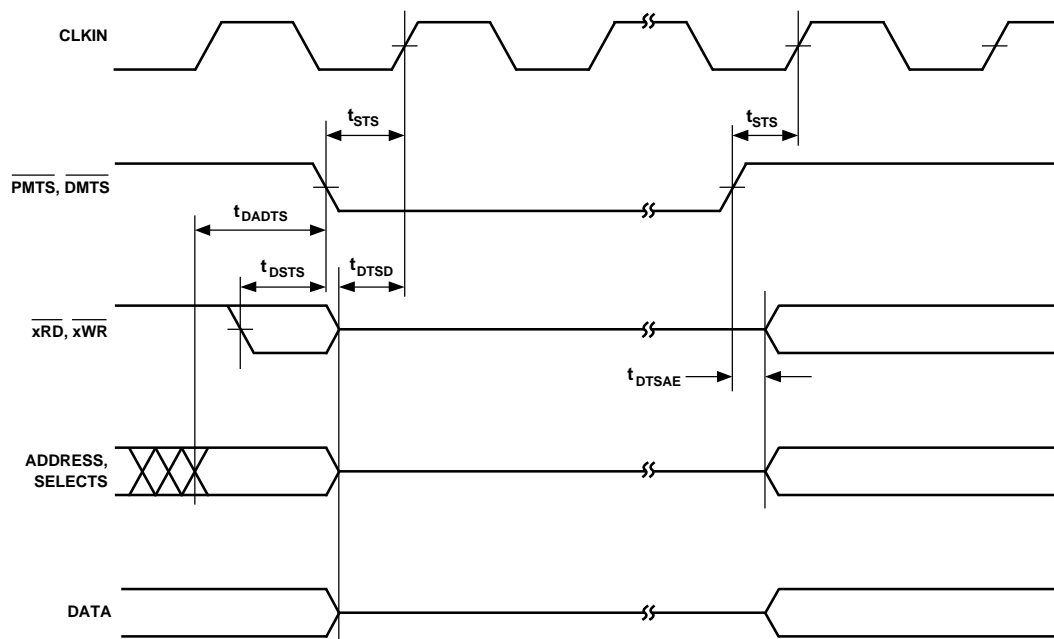 CLKIN
tSTS
tSTS
PMTS, DMTS
tDADTS
tDSTS
tDTSD
xRD, xWR
tDTSAE
ADDRESS,
SELECTS
DATA